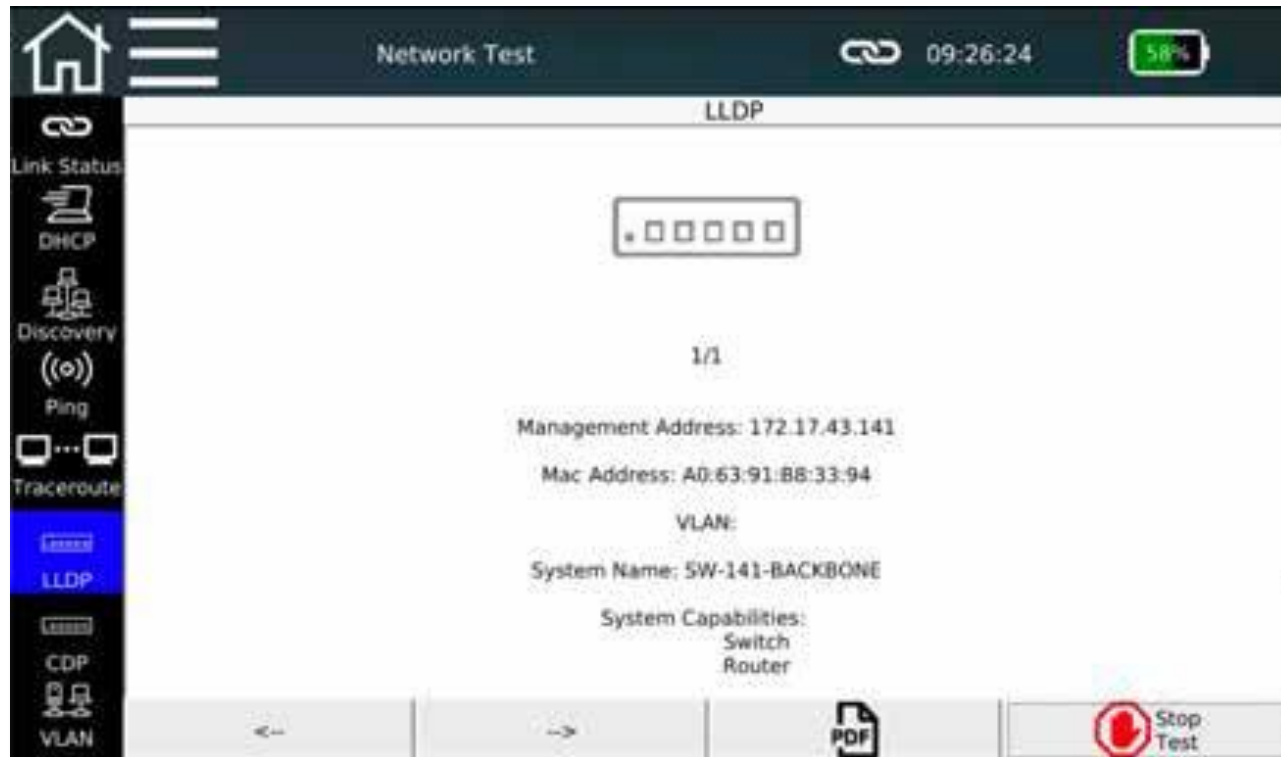 Network Test
09:26:24
58%
LLDP
Link Status
DHCP
Discovery
Ping
Traceroute
LLDP
CDP
VLAN
1/1
Management Address: 172.17.43.141
Mac Address: A0:63:91:B8:33:94
VLAN:
System Name: SW-141-BACKBONE
System Capabilities:
Switch
Router
<--
-->
PDF
Stop
Test